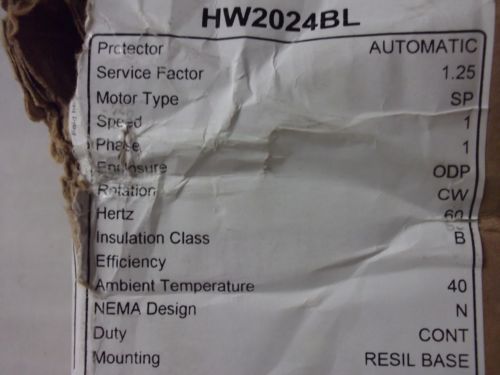 HW2024BL
Protector AUTOMATIC
Service Factor 1.25
Motor Type SP
Speed 1
Phase 1
Enclosure ODP
Rotation CW
Hertz 60
Insulation Class B
Efficiency
Ambient Temperature 40
NEMA Design N
Duty CONT
Mounting RESIL BASE